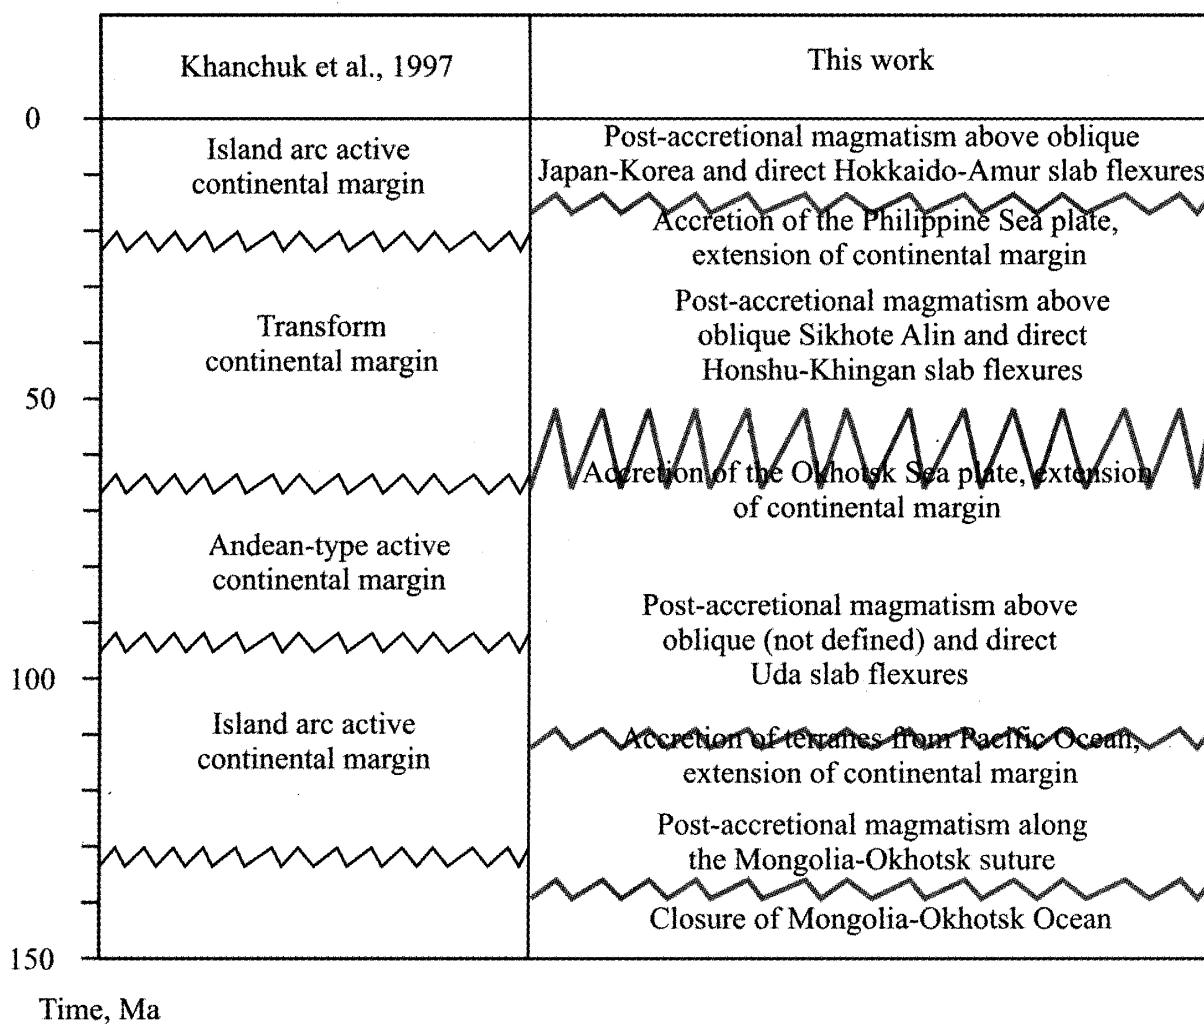 Khanchuk et al., 1997
This work
0
Island arc active
continental margin
Transform
continental margin
50
Andean-type active
continental margin
100
Island arc active
continental margin
150
Time, Ma
Post-accretional magmatism above oblique
Japan-Korea and direct Hokkaido-Amur slab flexures
Accretion of the Philippine Sea plate,
extension of continental margin
Post-accretional magmatism above
oblique Sikhote Alin and direct
Honshu-Khingan slab flexures
Accretion of the Okhotsk Sea plate, extension
of continental margin
Post-accretional magmatism above
oblique (not defined) and direct
Uda slab flexures
Accretion of terranes from Pacific Ocean,
extension of continental margin
Post-accretional magmatism along
the Mongolia-Okhotsk suture
Closure of Mongolia-Okhotsk Ocean